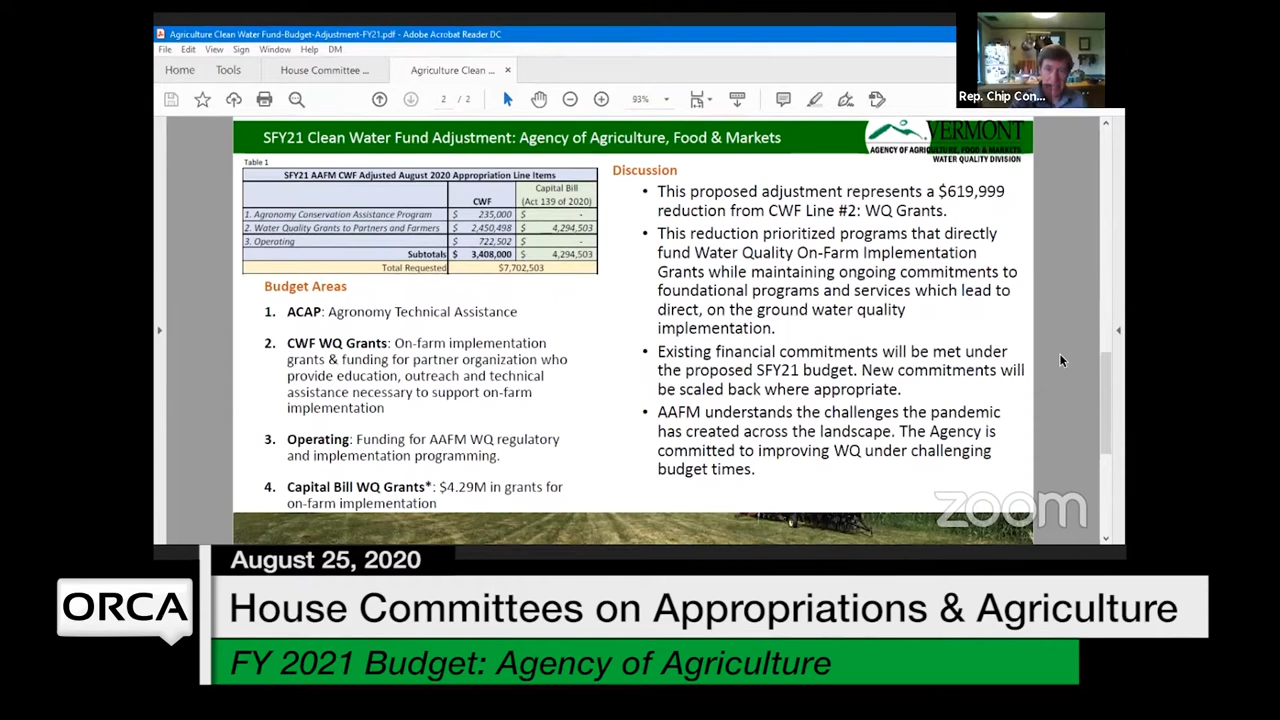 Agriculture Clean Water Fund-Budget-Adjustment-FY21.pdf - Adobe Acrobat Reader DC
File Edit View Sign Window Help DM
Home Tools House Committee ... Agriculture Clean ... ×
2 / 2 93%
Rep. Chip Con...
SFY21 Clean Water Fund Adjustment: Agency of Agriculture, Food & Markets
VERMONT
AGENCY OF AGRICULTURE, FOOD & MARKETS
WATER QUALITY DIVISION
Table 1
SFY21 AAFM CWF Adjusted August 2020 Appropriation Line Items
CWF Capital Bill (Act 139 of 2020)
1. Agronomy Conservation Assistance Program $ 235,000 $ -
2. Water Quality Grants to Partners and Farmers $ 2,450,498 $ 4,294,503
3. Operating $ 722,502 $ -
Subtotals $ 3,408,000 $ 4,294,503
Total Requested $7,702,503
Budget Areas
1. ACAP: Agronomy Technical Assistance
2. CWF WQ Grants: On-farm implementation
grants & funding for partner organization who
provide education, outreach and technical
assistance necessary to support on-farm
implementation
3. Operating: Funding for AAFM WQ regulatory
and implementation programming.
4. Capital Bill WQ Grants*: $4.29M in grants for
on-farm implementation
Discussion
• This proposed adjustment represents a $619,999
reduction from CWF Line #2: WQ Grants.
• This reduction prioritized programs that directly
fund Water Quality On-Farm Implementation
Grants while maintaining ongoing commitments to
foundational programs and services which lead to
direct, on the ground water quality
implementation.
• Existing financial commitments will be met under
the proposed SFY21 budget. New commitments will
be scaled back where appropriate.
• AAFM understands the challenges the pandemic
has created across the landscape. The Agency is
committed to improving WQ under challenging
budget times.
zoom
August 25, 2020
ORCA
House Committees on Appropriations & Agriculture
FY 2021 Budget: Agency of Agriculture